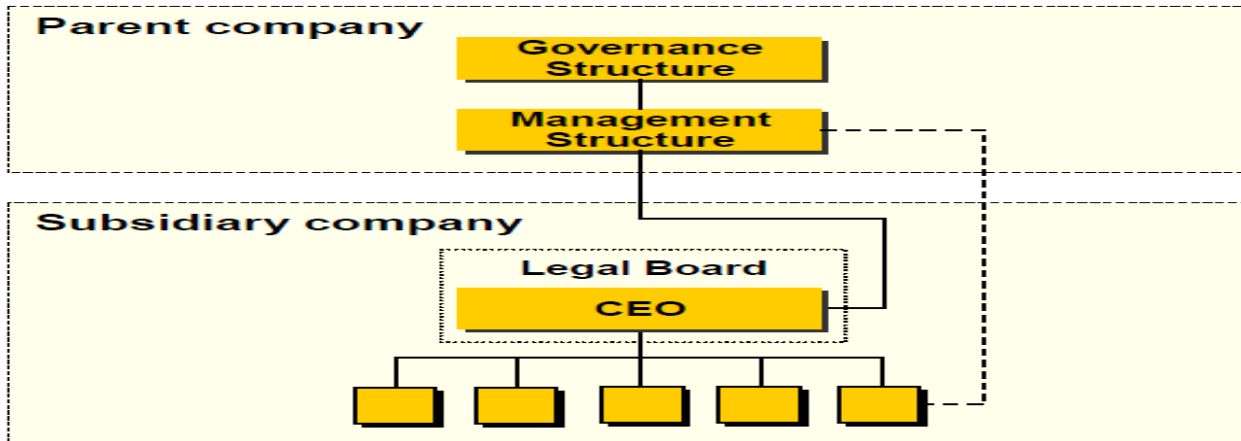 Parent company
Governance
Structure
Management
Structure
Subsidiary company
Legal Board
CEO